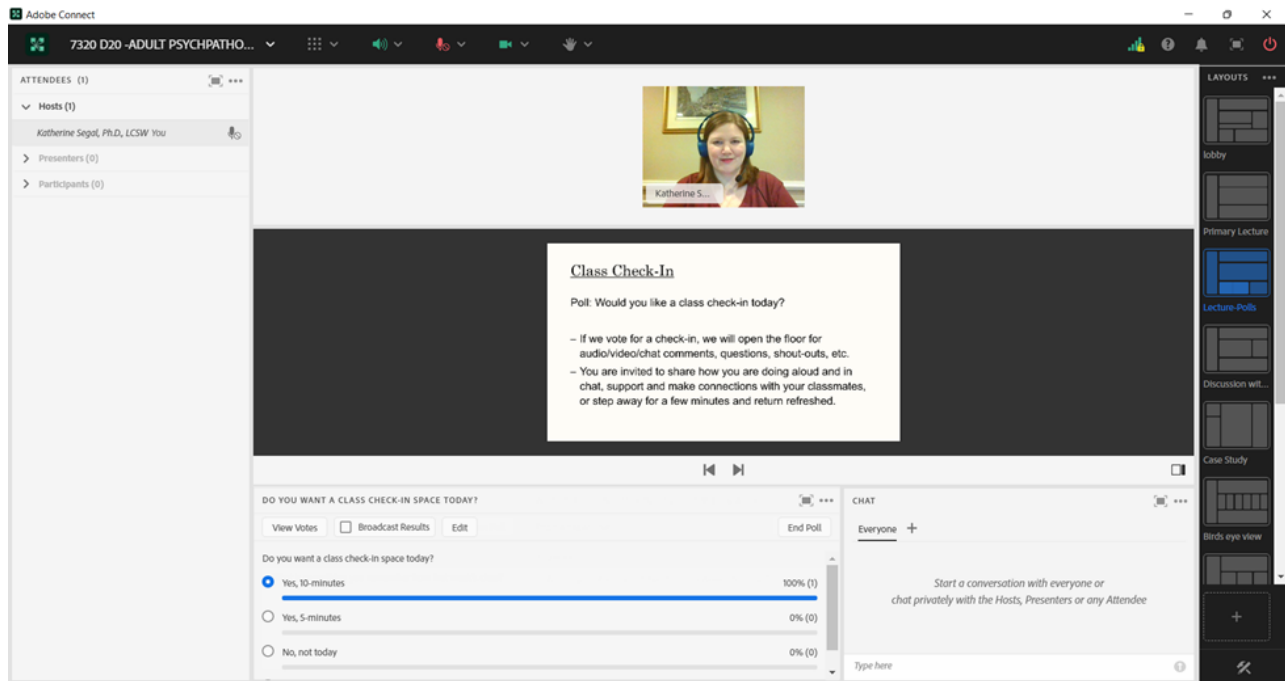 Adobe Connect
7320 D20 -ADULT PSYCHPATHO...
ATTENDEES (1)
Hosts (1)
Katherine Segal, Ph.D., LCSW You
Presenters (0)
Participants (0)
Katherine S...
Class Check-In
Poll: Would you like a class check-in today?
– If we vote for a check-in, we will open the floor for
audio/video/chat comments, questions, shout-outs, etc.
– You are invited to share how you are doing aloud and in
chat, support and make connections with your classmates,
or step away for a few minutes and return refreshed.
DO YOU WANT A CLASS CHECK-IN SPACE TODAY?
View Votes Broadcast Results Edit End Poll
Do you want a class check-in space today?
Yes, 10-minutes 100% (1)
Yes, 5-minutes 0% (0)
No, not today 0% (0)
CHAT
Everyone
Start a conversation with everyone or
chat privately with the Hosts, Presenters or any Attendee
Type here
LAYOUTS
lobby
Primary Lecture
Lecture-Polls
Discussion wit...
Case Study
Birds eye view